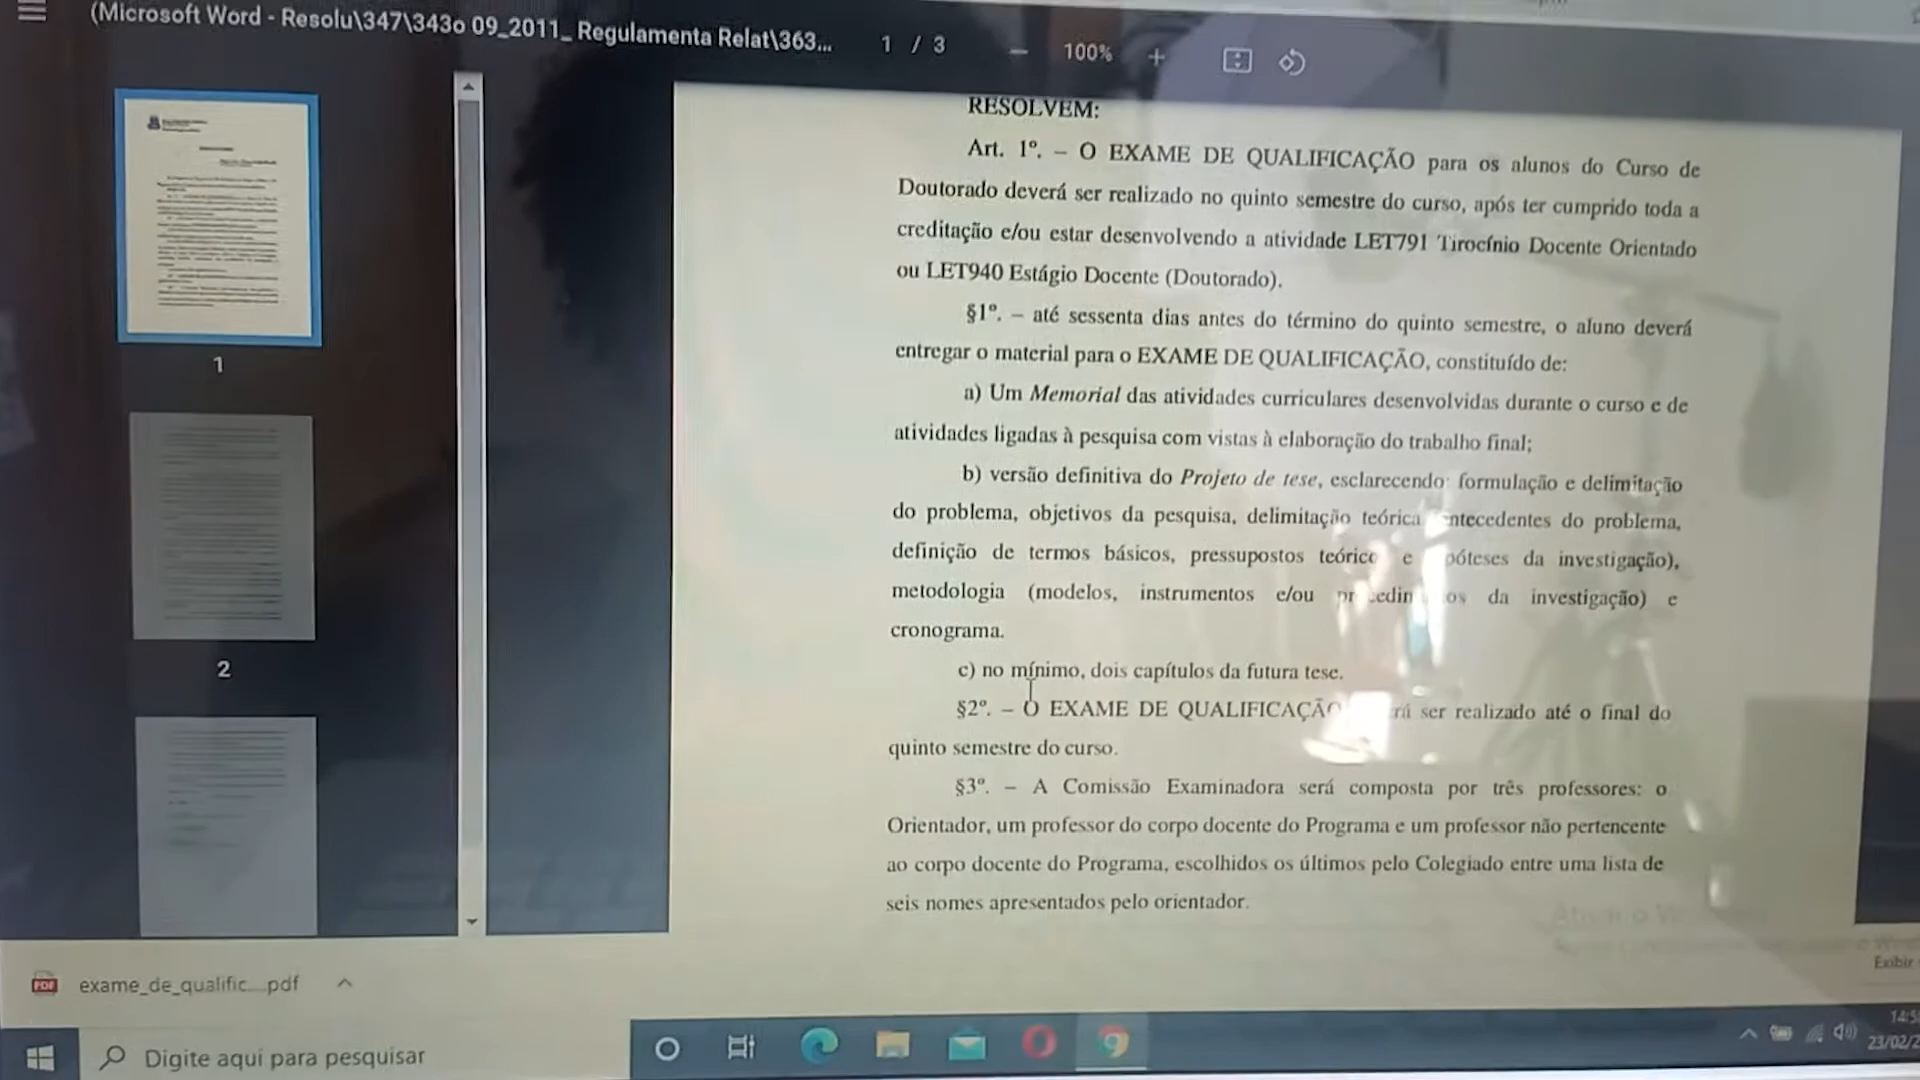 (Microsoft Word - Resolu\347\343o 09_2011_ Regulamenta Relat\363...
1 / 3
100%
RESOLVEM:
Art. 1º. – O EXAME DE QUALIFICAÇÃO para os alunos do Curso de
Doutorado deverá ser realizado no quinto semestre do curso, após ter cumprido toda a
creditação e/ou estar desenvolvendo a atividade LET791 Tirocínio Docente Orientado
ou LET940 Estágio Docente (Doutorado).
§1º. – até sessenta dias antes do término do quinto semestre, o aluno deverá
entregar o material para o EXAME DE QUALIFICAÇÃO, constituído de:
a) Um Memorial das atividades curriculares desenvolvidas durante o curso e de
atividades ligadas à pesquisa com vistas à elaboração do trabalho final;
b) versão definitiva do Projeto de tese, esclarecendo: formulação e delimitação
do problema, objetivos da pesquisa, delimitação teórica antecedentes do problema,
definição de termos básicos, pressupostos e da investigação),
metodologia (modelos, instrumentos e/ou da investigação) e
cronograma.
c) no mínimo, dois capítulos da futura tese.
§2º. – O EXAME DE QUALIFICAÇÃO ser realizado até o final do
quinto semestre do curso.
§3º. – A Comissão Examinadora será composta por três professores: o
Orientador, um professor do corpo docente do Programa e um professor não pertencente
ao corpo docente do Programa, escolhidos os últimos pelo Colegiado entre uma lista de
seis nomes apresentados pelo orientador.
1
2
exame_de_qualific....pdf
Exibir
Digite aqui para pesquisar
14:5
23/02/2